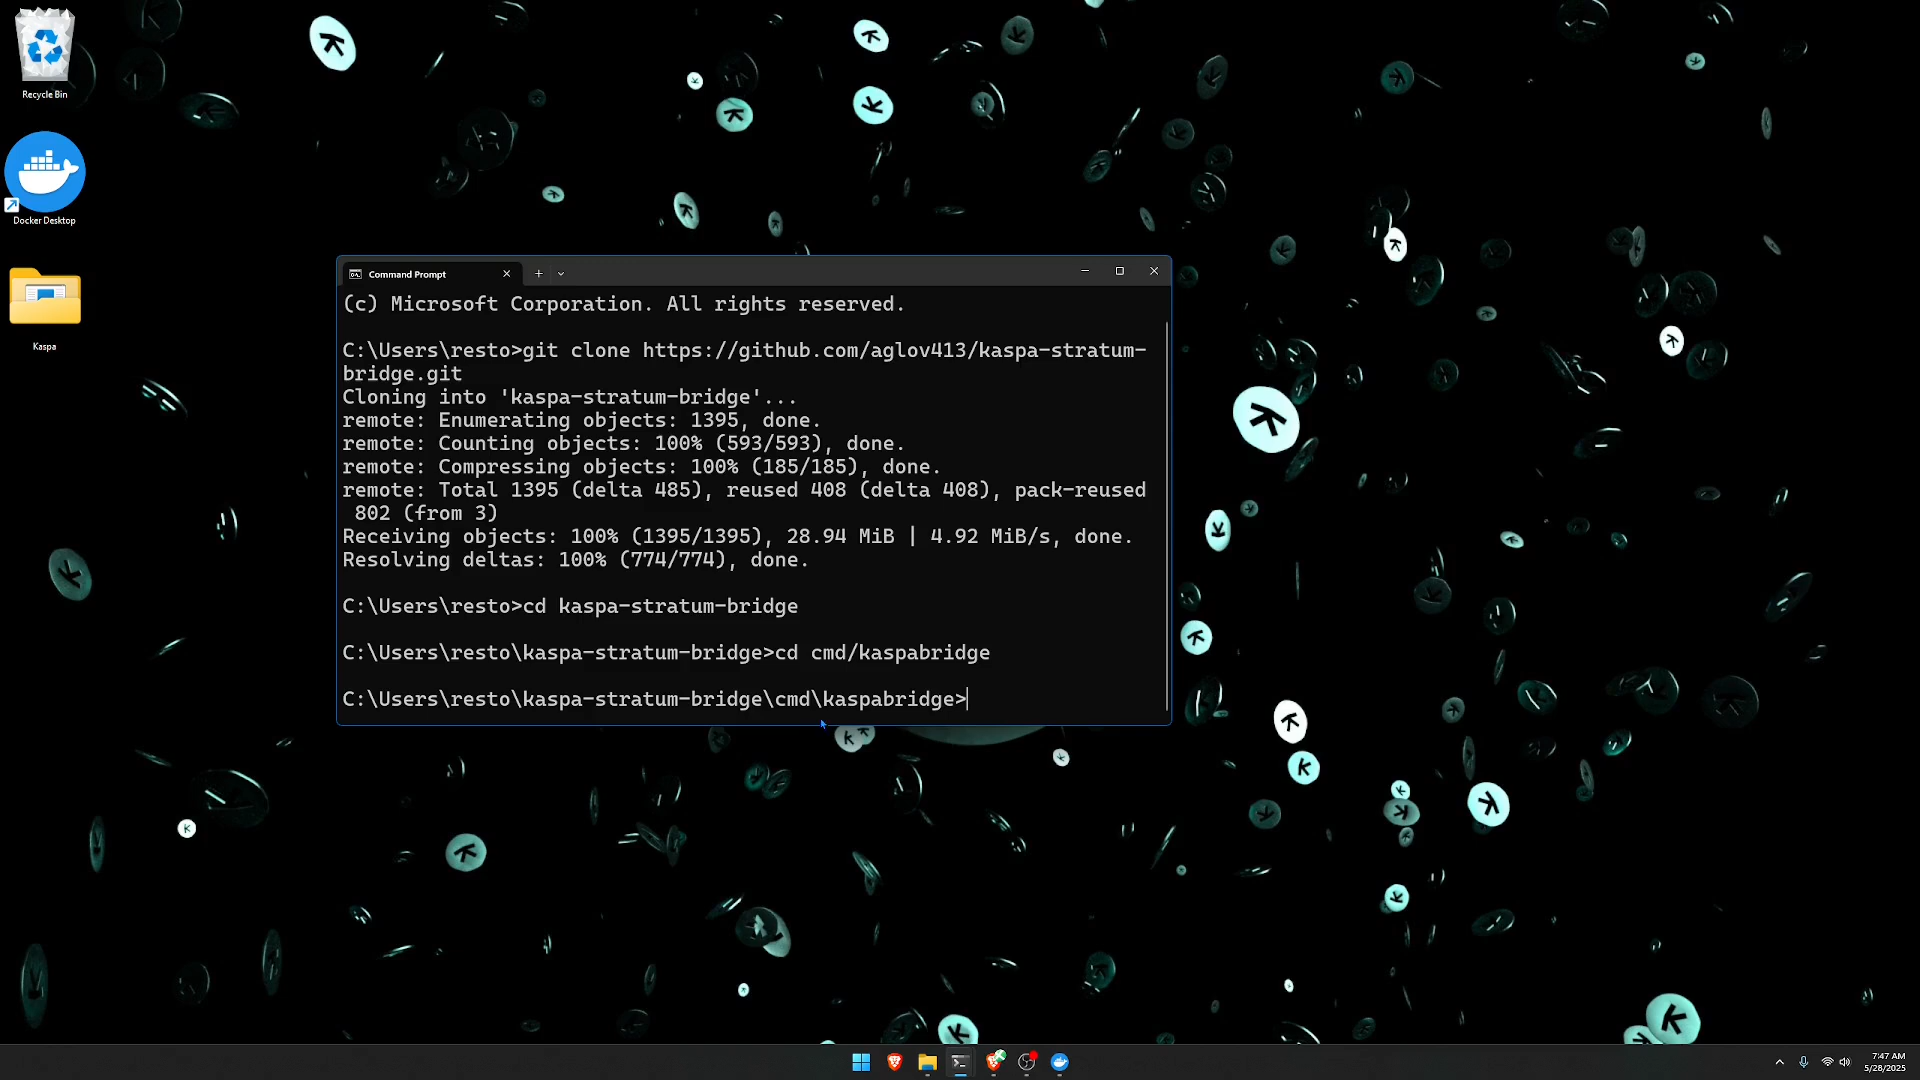 Recycle Bin
Docker Desktop
Kaspa
Command Prompt
(c) Microsoft Corporation. All rights reserved.
C:\Users\resto>git clone https://github.com/aglov413/kaspa-stratum-
bridge.git
Cloning into 'kaspa-stratum-bridge'...
remote: Enumerating objects: 1395, done.
remote: Counting objects: 100% (593/593), done.
remote: Compressing objects: 100% (185/185), done.
remote: Total 1395 (delta 485), reused 408 (delta 408), pack-reused
802 (from 3)
Receiving objects: 100% (1395/1395), 28.94 MiB | 4.92 MiB/s, done.
Resolving deltas: 100% (774/774), done.
C:\Users\resto>cd kaspa-stratum-bridge
C:\Users\resto\kaspa-stratum-bridge>cd cmd/kaspabridge
C:\Users\resto\kaspa-stratum-bridge\cmd\kaspabridge>
7:47 AM
5/28/2025